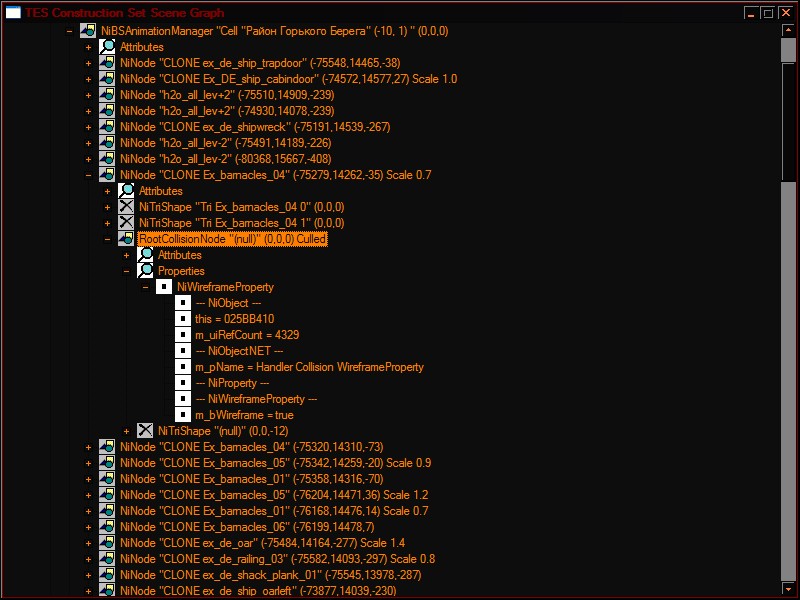 TES Construction Set Scene Graph
NiBSAnimationManager "Cell "Район Горького Берега" (-10, 1) " (0,0,0)
Attributes
NiNode "CLONE ex_de_ship_trapdoor" (-75548,14465,-38)
NiNode "CLONE Ex_DE_ship_cabindoor" (-74572,14577,27) Scale 1.0
NiNode "h2o_all_lev+2" (-75510,14909,-239)
NiNode "h2o_all_lev+2" (-74930,14078,-239)
NiNode "CLONE ex_de_shipwreck" (-75191,14539,-267)
NiNode "h2o_all_lev-2" (-75491,14189,-226)
NiNode "h2o_all_lev-2" (-80368,15667,-408)
NiNode "CLONE Ex_barnacles_04" (-75279,14262,-35) Scale 0.7
Attributes
NiTriShape "Tri Ex_barnacles_04 0" (0,0,0)
NiTriShape "Tri Ex_barnacles_04 1" (0,0,0)
RootCollisionNode "(null)" (0,0,0) Culled
Attributes
Properties
NiWireframeProperty
--- NiObject ---
this = 025BB410
m_uiRefCount = 4329
--- NiObjectNET ---
m_pName = Handler Collision WireframeProperty
--- NiProperty ---
--- NiWireframeProperty ---
m_bWireframe = true
NiTriShape "(null)" (0,0,-12)
NiNode "CLONE Ex_barnacles_04" (-75320,14310,-73)
NiNode "CLONE Ex_barnacles_05" (-75342,14259,-20) Scale 0.9
NiNode "CLONE Ex_barnacles_01" (-75358,14316,-70)
NiNode "CLONE Ex_barnacles_05" (-76204,14471,36) Scale 1.2
NiNode "CLONE Ex_barnacles_01" (-76168,14476,14) Scale 0.7
NiNode "CLONE Ex_barnacles_06" (-76199,14478,7)
NiNode "CLONE ex_de_oar" (-75484,14164,-277) Scale 1.4
NiNode "CLONE ex_de_railing_03" (-75582,14093,-297) Scale 0.8
NiNode "CLONE ex_de_shack_plank_01" (-75545,13978,-287)
NiNode "CLONE ex_de_ship_oarleft" (-73877,14039,-230)